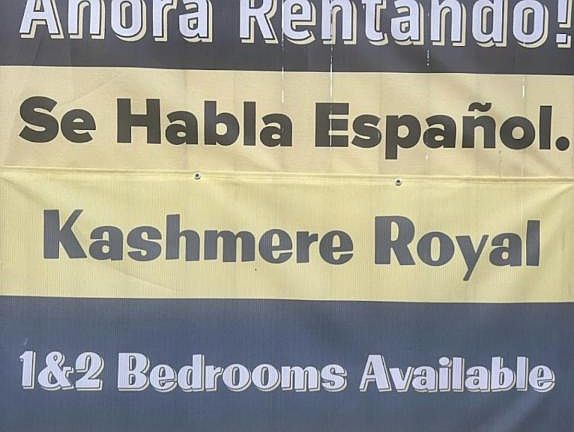 Ahora Rentando!
Se Habla Español.
Kashmere Royal
1&2 Bedrooms Available